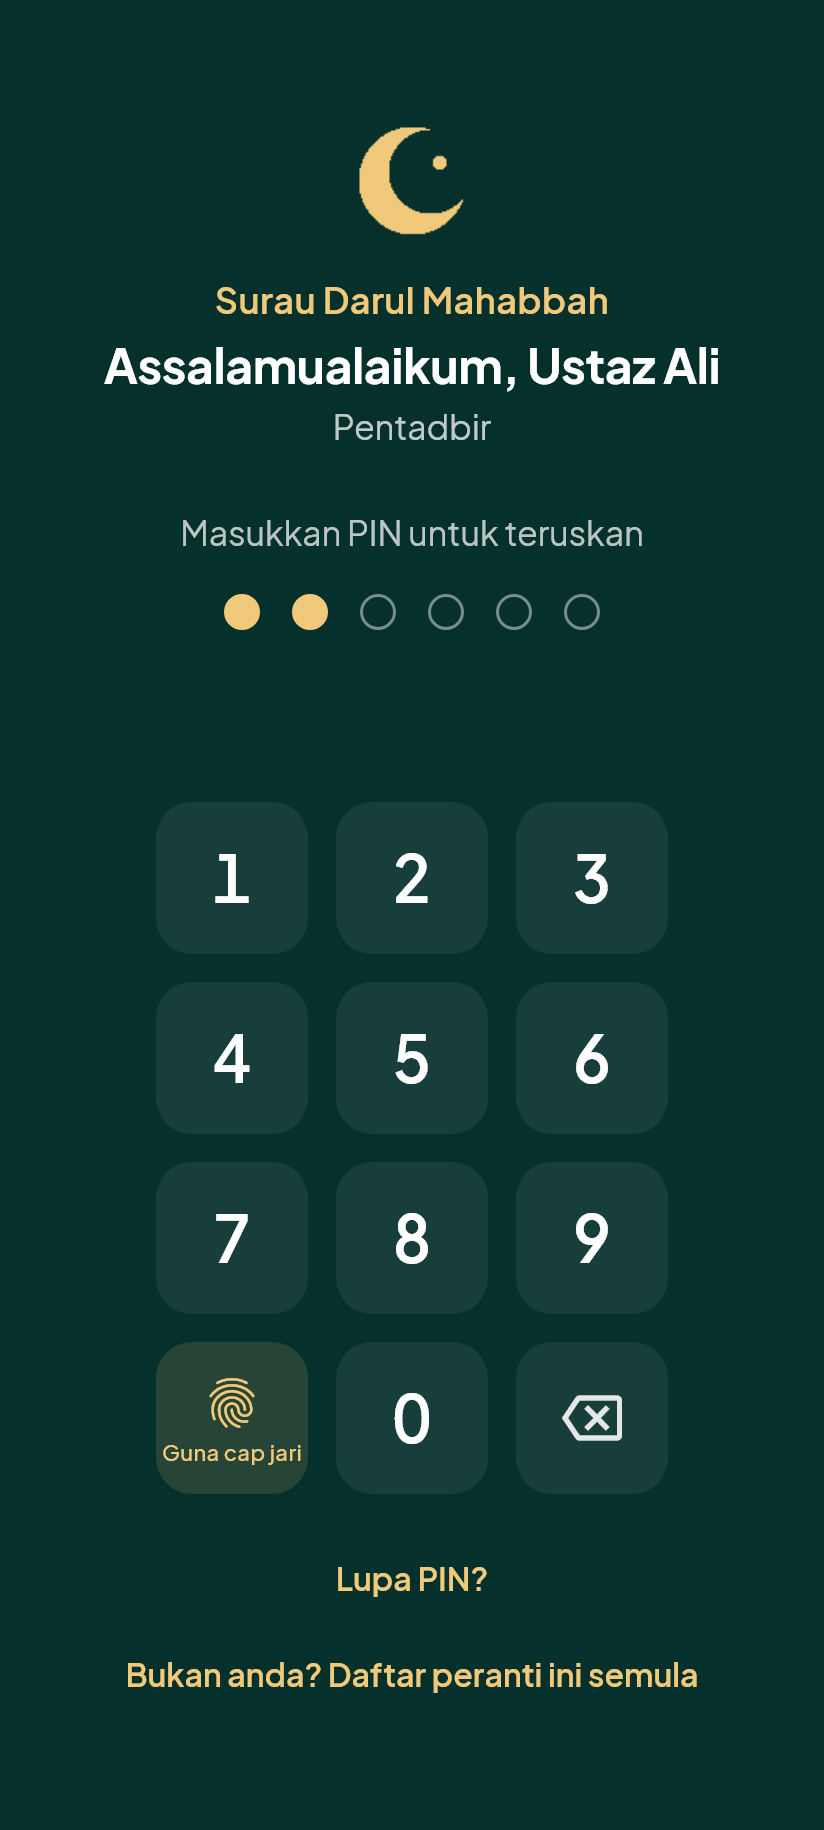 Surau Darul Mahabbah
Assalamualaikum, Ustaz Ali
Pentadbir
Masukkan PIN untuk teruskan
1 2 3
4 5 6
7 8 9
Guna cap jari 0
Lupa PIN?
Bukan anda? Daftar peranti ini semula